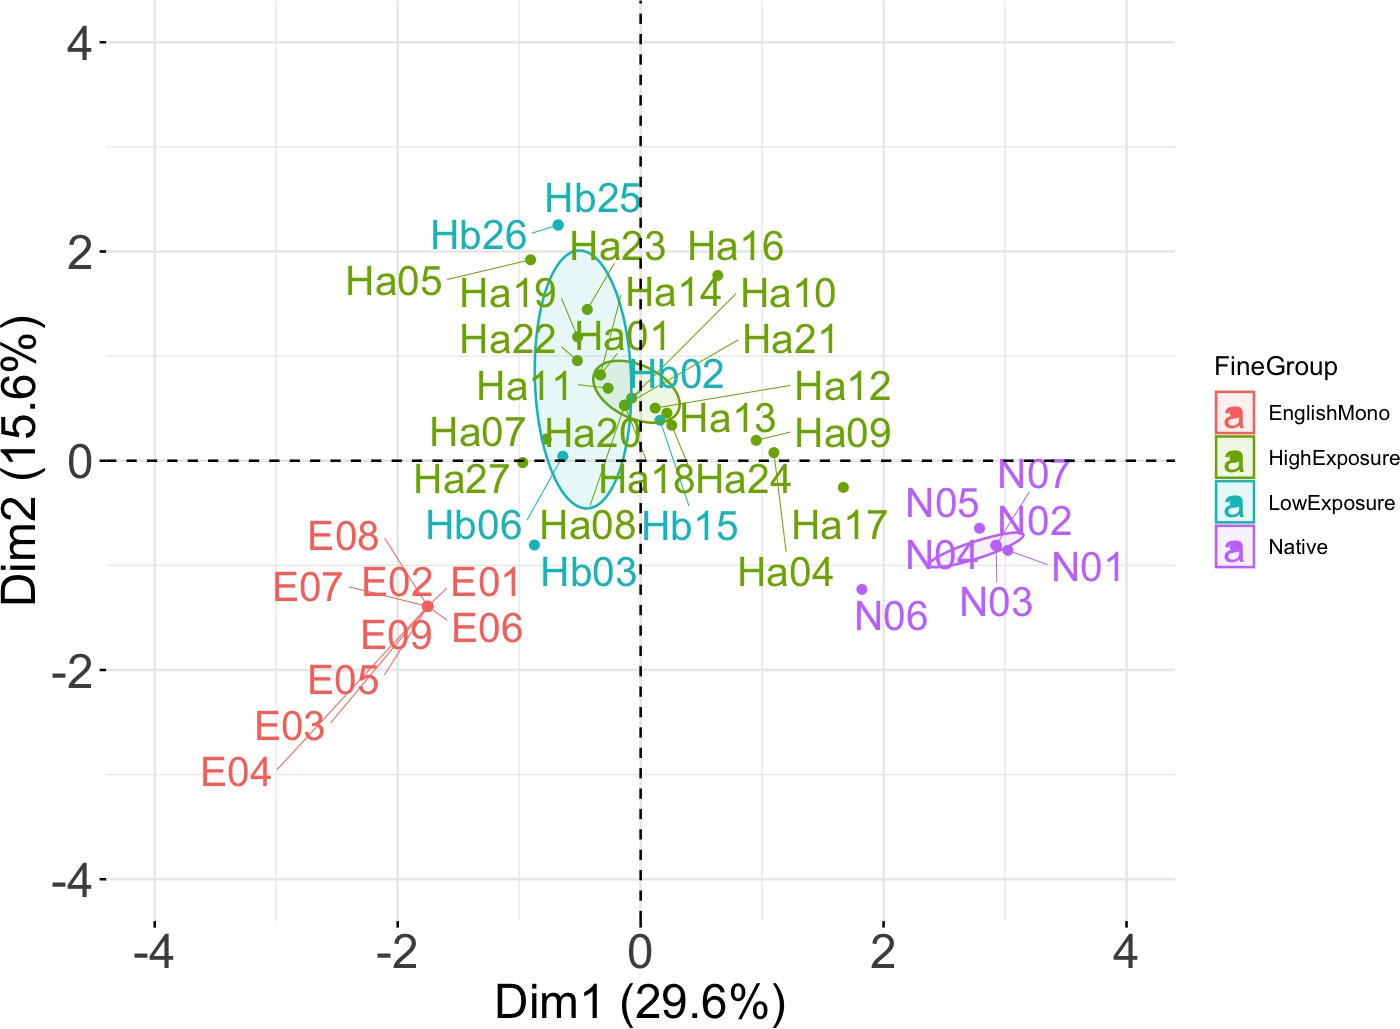 4
2
0
-2
-4
Dim2 (15.6%)
-4
-2
0
2
4
Dim1 (29.6%)
Hb25
Hb26
Ha23
Ha16
Ha05
Ha19
Ha14
Ha10
Ha22
Ha01
Ha21
Hb02
Ha11
Ha12
Ha13
Ha07
Ha20
Ha09
Ha27
Ha18
Ha24
N07
N05
N02
Hb06
Ha08
Hb15
Ha17
E08
N04
N01
Hb03
Ha04
E07
E02
E01
N03
N06
E06
E09
E05
E03
E04
FineGroup
a EnglishMono
a HighExposure
a LowExposure
a Native